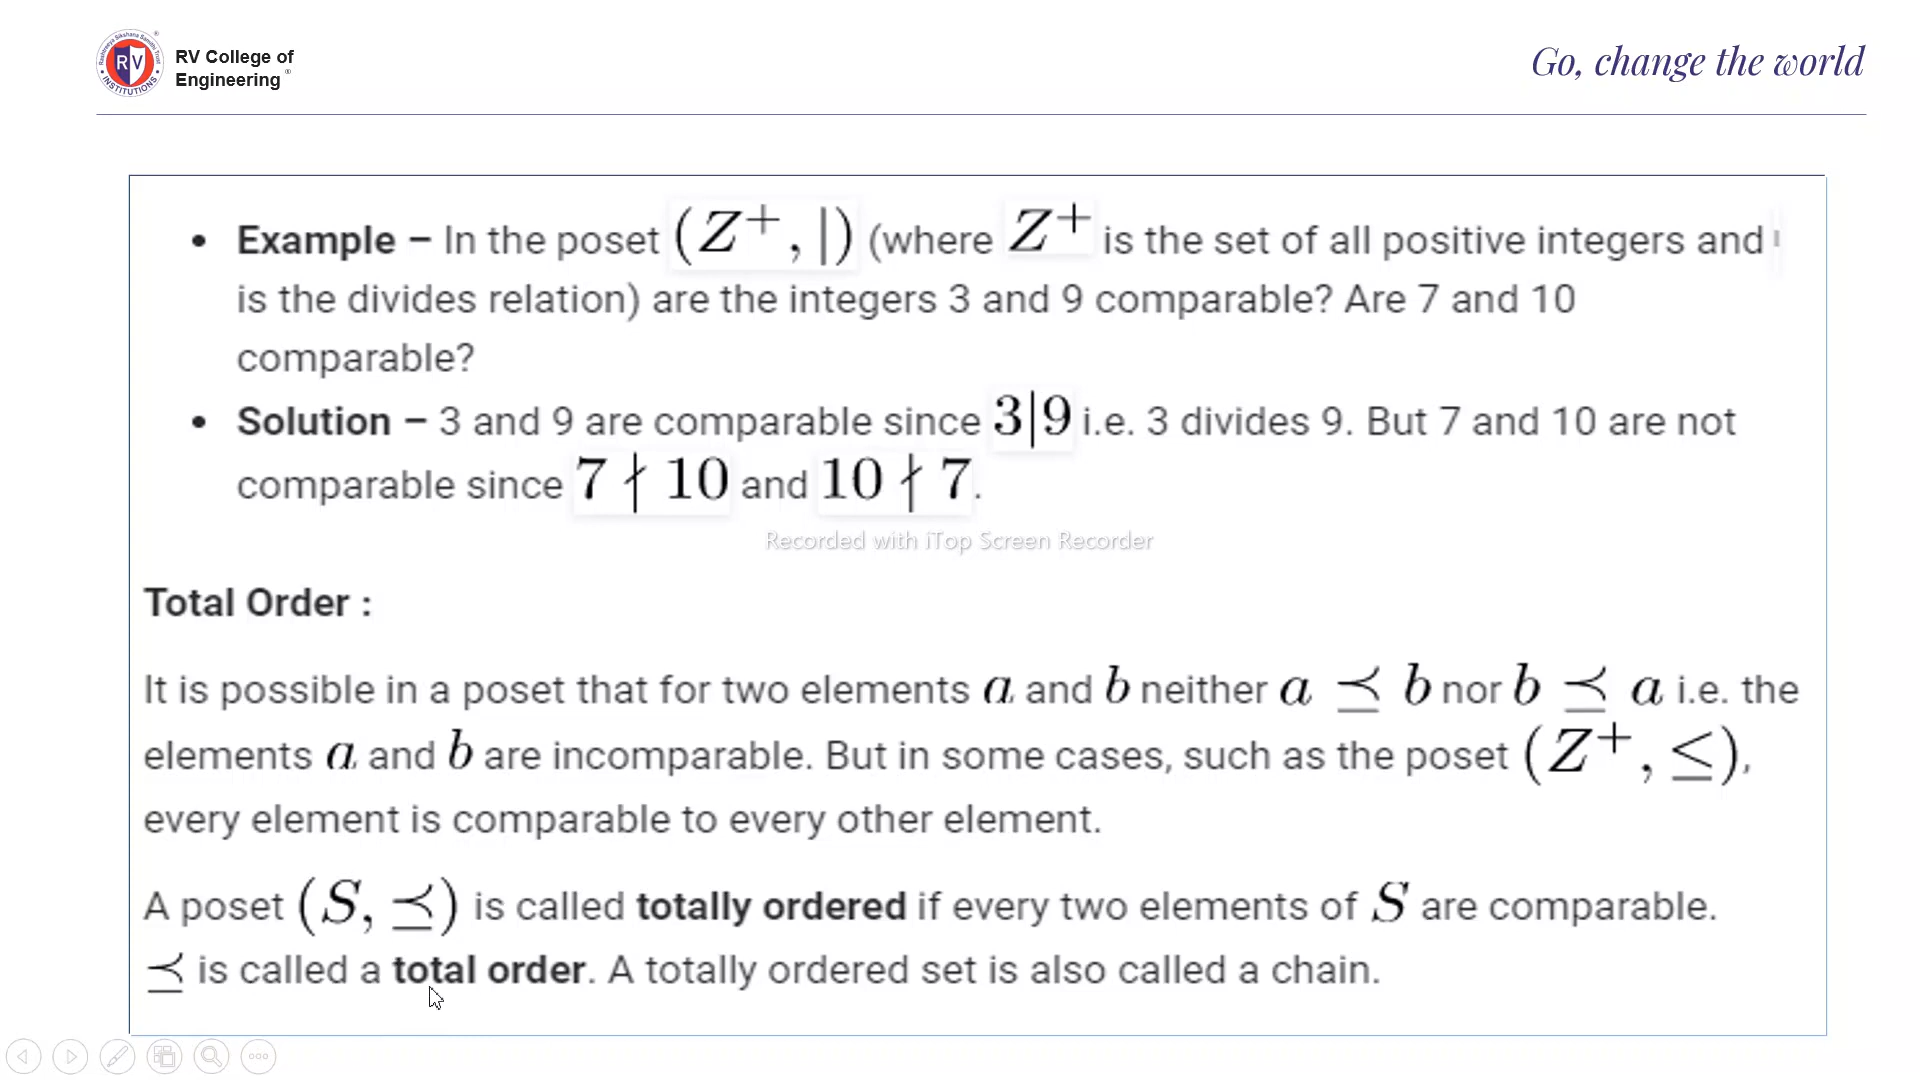 RV College of
Engineering
Go, change the world
RV
INSTITUTIONS
• Example – In the poset (Z⁺, |) (where Z⁺ is the set of all positive integers and |
is the divides relation) are the integers 3 and 9 comparable? Are 7 and 10
comparable?
• Solution – 3 and 9 are comparable since 3|9 i.e. 3 divides 9. But 7 and 10 are not
comparable since 7 ∤ 10 and 10 ∤ 7.
Recorded with iTop Screen Recorder
Total Order :
It is possible in a poset that for two elements a and b neither a ⪯ b nor b ⪯ a i.e. the
elements a and b are incomparable. But in some cases, such as the poset (Z⁺, ≤),
every element is comparable to every other element.
A poset (S, ⪯) is called totally ordered if every two elements of S are comparable.
⪯ is called a total order. A totally ordered set is also called a chain.